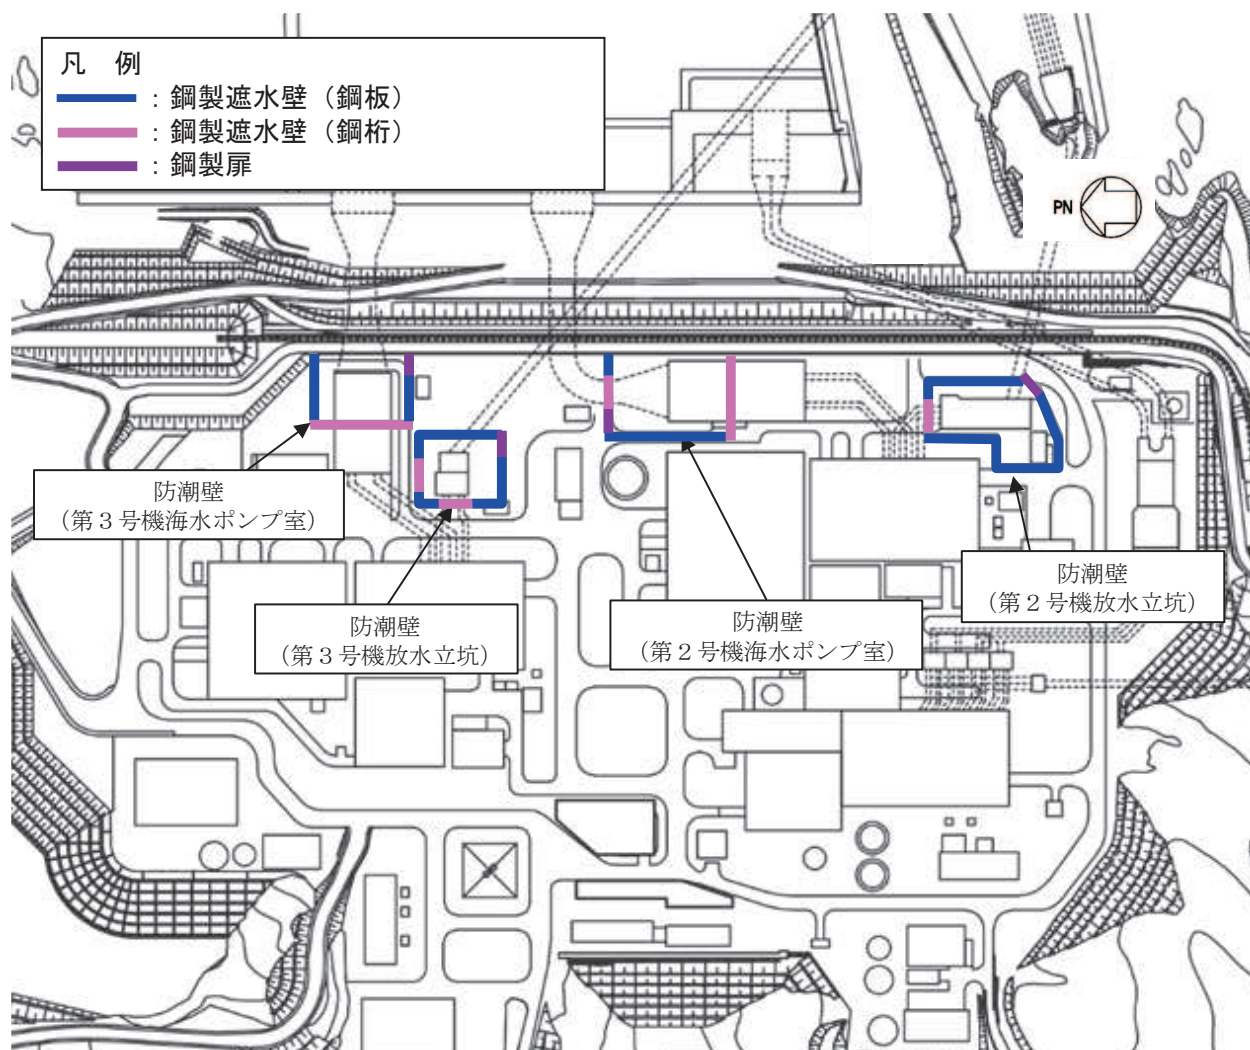 凡　例
：鋼製遮水壁（鋼板）
：鋼製遮水壁（鋼桁）
：鋼製扉
PN
防潮壁
（第３号機海水ポンプ室）
防潮壁
（第３号機放水立坑）
防潮壁
（第２号機海水ポンプ室）
防潮壁
（第２号機放水立坑）